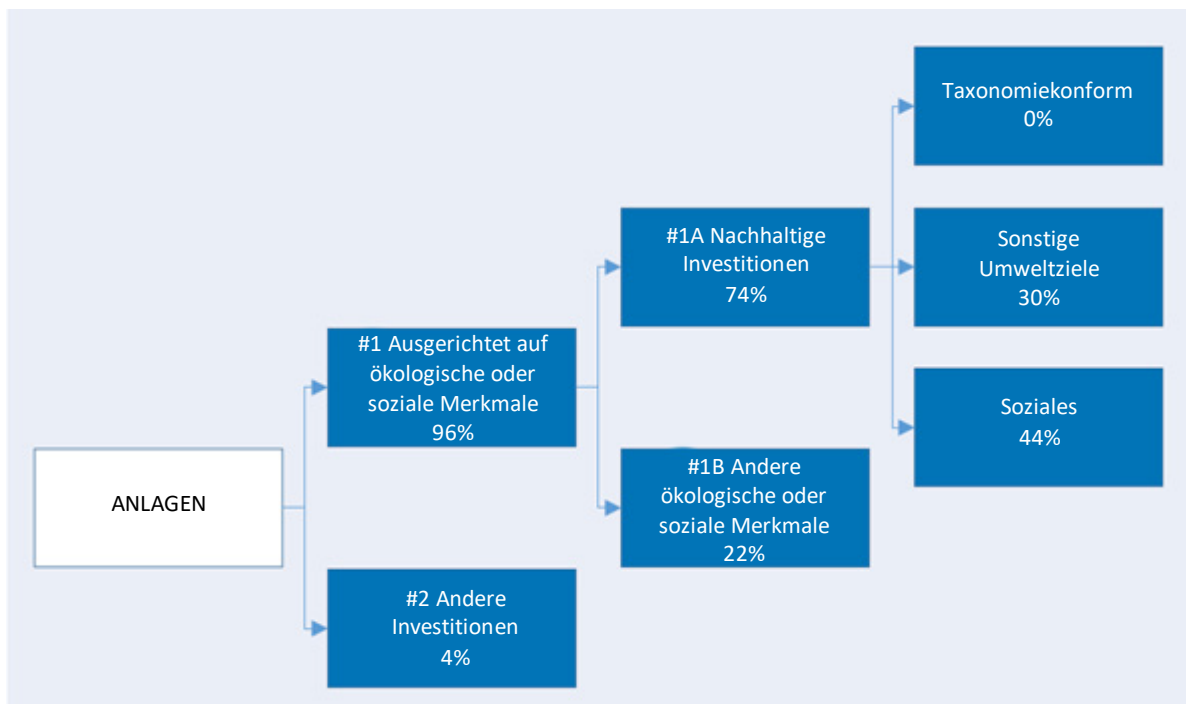 Taxonomiekonform
0%
#1A Nachhaltige
Investitionen
74%
Sonstige
Umweltziele
30%
#1 Ausgerichtet auf
ökologische oder
soziale Merkmale
96%
Soziales
44%
ANLAGEN
#1B Andere
ökologische oder
soziale Merkmale
22%
#2 Andere
Investitionen
4%